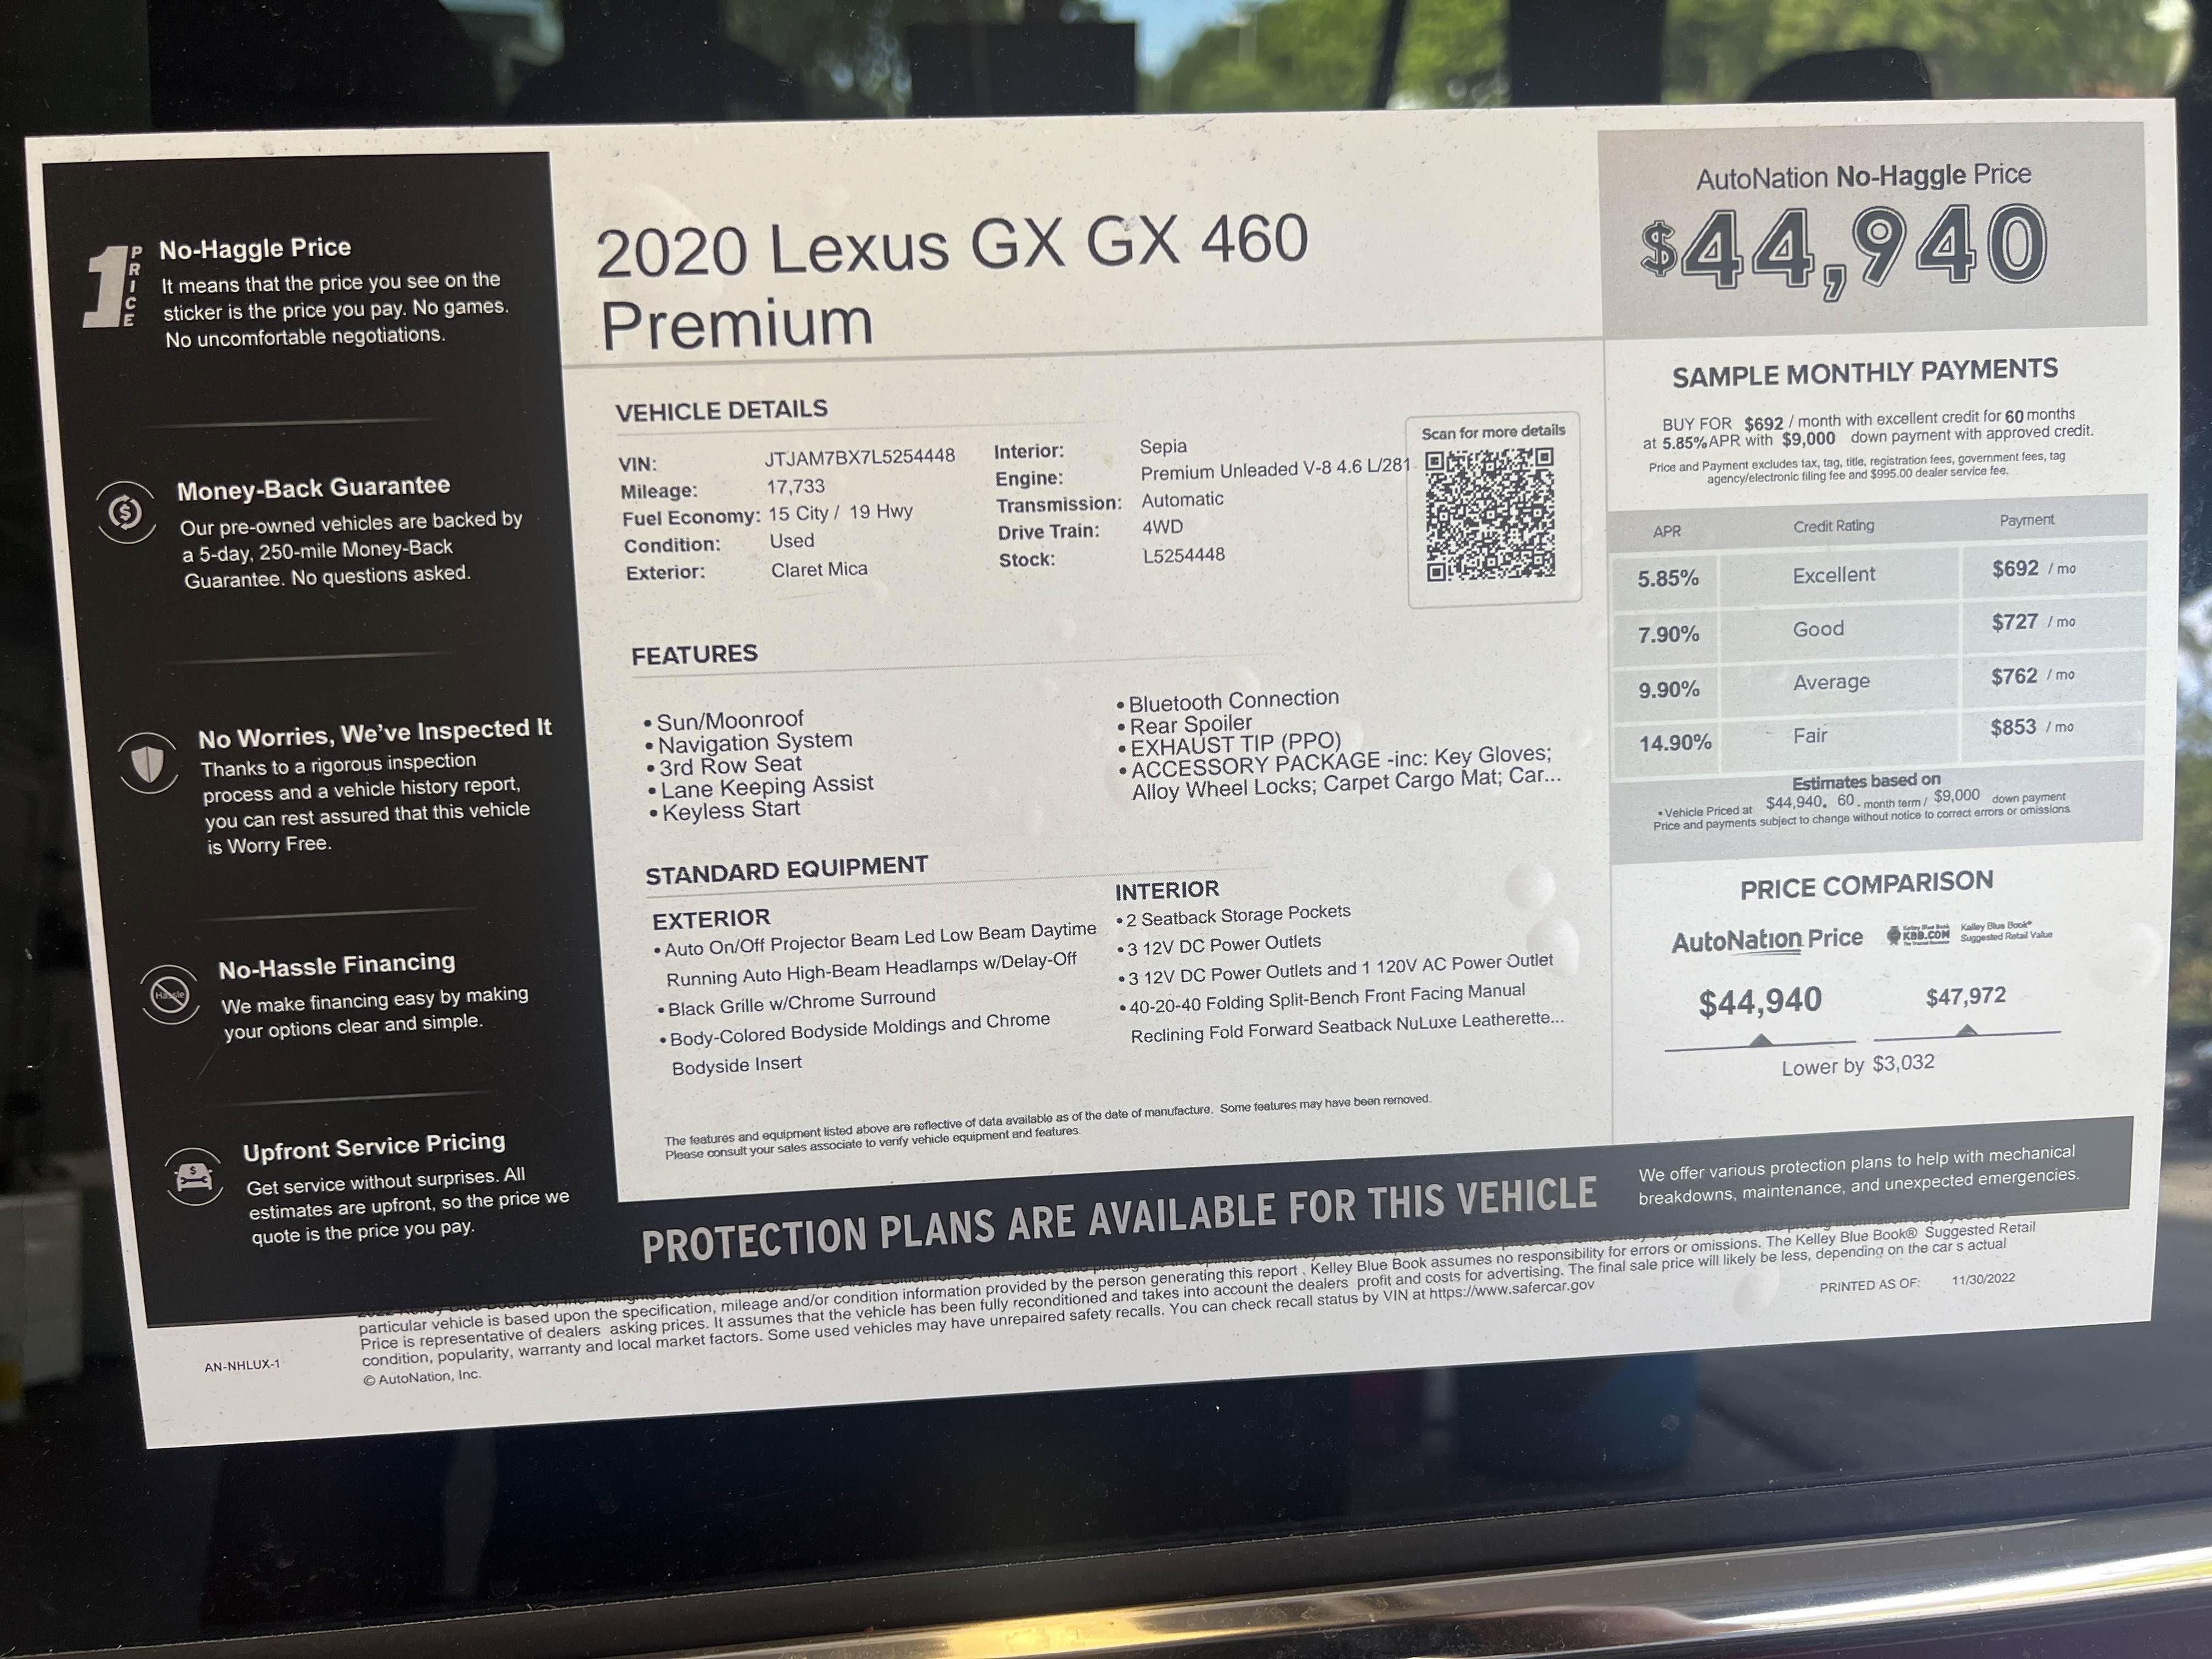 1 PRICE
No-Haggle Price
It means that the price you see on the
sticker is the price you pay. No games.
No uncomfortable negotiations.
Money-Back Guarantee
Our pre-owned vehicles are backed by
a 5-day, 250-mile Money-Back
Guarantee. No questions asked.
No Worries, We've Inspected It
Thanks to a rigorous inspection
process and a vehicle history report,
you can rest assured that this vehicle
is Worry Free.
Hassle
No-Hassle Financing
We make financing easy by making
your options clear and simple.
Upfront Service Pricing
Get service without surprises. All
estimates are upfront, so the price we
quote is the price you pay.
2020 Lexus GX GX 460
Premium
VEHICLE DETAILS
VIN: JTJAM7BX7L5254448
Mileage: 17,733
Fuel Economy: 15 City / 19 Hwy
Condition: Used
Exterior: Claret Mica
Interior: Sepia
Engine: Premium Unleaded V-8 4.6 L/281
Transmission: Automatic
Drive Train: 4WD
Stock: L5254448
Scan for more details
FEATURES
• Sun/Moonroof
• Navigation System
• 3rd Row Seat
• Lane Keeping Assist
• Keyless Start
• Bluetooth Connection
• Rear Spoiler
• EXHAUST TIP (PPO)
• ACCESSORY PACKAGE -inc: Key Gloves;
Alloy Wheel Locks; Carpet Cargo Mat; Car...
STANDARD EQUIPMENT
EXTERIOR
• Auto On/Off Projector Beam Led Low Beam Daytime
Running Auto High-Beam Headlamps w/Delay-Off
• Black Grille w/Chrome Surround
• Body-Colored Bodyside Moldings and Chrome
Bodyside Insert
INTERIOR
• 2 Seatback Storage Pockets
• 3 12V DC Power Outlets
• 3 12V DC Power Outlets and 1 120V AC Power Outlet
• 40-20-40 Folding Split-Bench Front Facing Manual
Reclining Fold Forward Seatback NuLuxe Leatherette...
The features and equipment listed above are reflective of data available as of the date of manufacture. Some features may have been removed.
Please consult your sales associate to verify vehicle equipment and features.
AutoNation No-Haggle Price
$44,940
SAMPLE MONTHLY PAYMENTS
BUY FOR $692 / month with excellent credit for 60 months
at 5.85% APR with $9,000 down payment with approved credit.
Price and Payment excludes tax, tag, title, registration fees, government fees, tag
agency/electronic filing fee and $995.00 dealer service fee.
APR Credit Rating Payment
5.85% Excellent $692 / mo
7.90% Good $727 / mo
9.90% Average $762 / mo
14.90% Fair $853 / mo
Estimates based on
• Vehicle Priced at $44,940. 60 - month term / $9,000 down payment
Price and payments subject to change without notice to correct errors or omissions
PRICE COMPARISON
AutoNation Price
Kelley Blue Book
KBB.COM
The Trusted Resource
Kelley Blue Book®
Suggested Retail Value
$44,940
$47,972
Lower by $3,032
PROTECTION PLANS ARE AVAILABLE FOR THIS VEHICLE
We offer various protection plans to help with mechanical
breakdowns, maintenance, and unexpected emergencies.
particular vehicle is based upon the specification, mileage and/or condition information provided by the person generating this report . Kelley Blue Book assumes no responsibility for errors or omissions. The Kelley Blue Book® Suggested Retail
Price is representative of dealers asking prices. It assumes that the vehicle has been fully reconditioned and takes into account the dealers profit and costs for advertising. The final sale price will likely be less, depending on the car s actual
condition, popularity, warranty and local market factors. Some used vehicles may have unrepaired safety recalls. You can check recall status by VIN at https://www.safercar.gov
© AutoNation, Inc.
AN-NHLUX-1
PRINTED AS OF: 11/30/2022